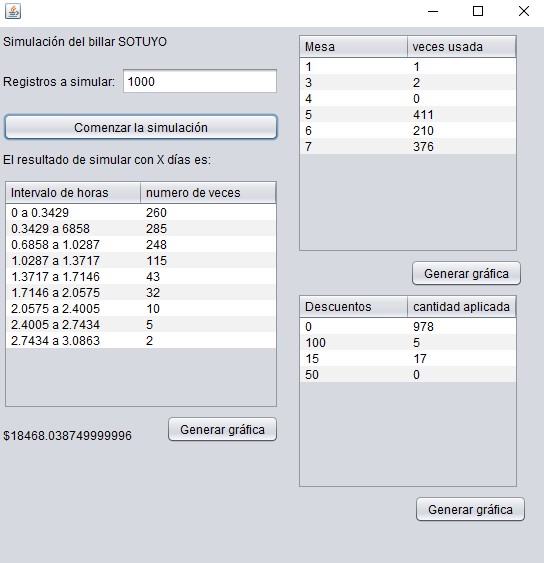 Simulación del billar SOTUYO
Registros a simular: 1000
Comenzar la simulación
El resultado de simular con X días es:
Intervalo de horas numero de veces
0 a 0.3429 260
0.3429 a 6858 285
0.6858 a 1.0287 248
1.0287 a 1.3717 115
1.3717 a 1.7146 43
1.7146 a 2.0575 32
2.0575 a 2.4005 10
2.4005 a 2.7434 5
2.7434 a 3.0863 2
$18468.038749999996
Generar gráfica
Mesa veces usada
1 1
3 2
4 0
5 411
6 210
7 376
Generar gráfica
Descuentos cantidad aplicada
0 978
100 5
15 17
50 0
Generar gráfica